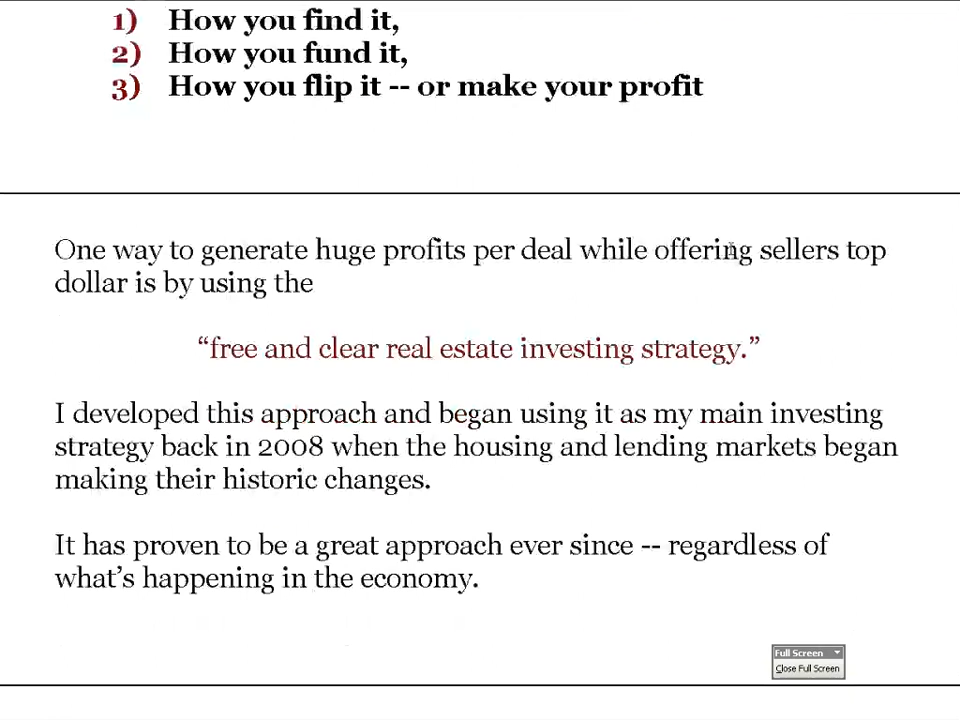 1) How you find it,
2) How you fund it,
3) How you flip it -- or make your profit
One way to generate huge profits per deal while offering sellers top
dollar is by using the
“free and clear real estate investing strategy.”
I developed this approach and began using it as my main investing
strategy back in 2008 when the housing and lending markets began
making their historic changes.
It has proven to be a great approach ever since -- regardless of
what’s happening in the economy.
Full Screen
Close Full Screen